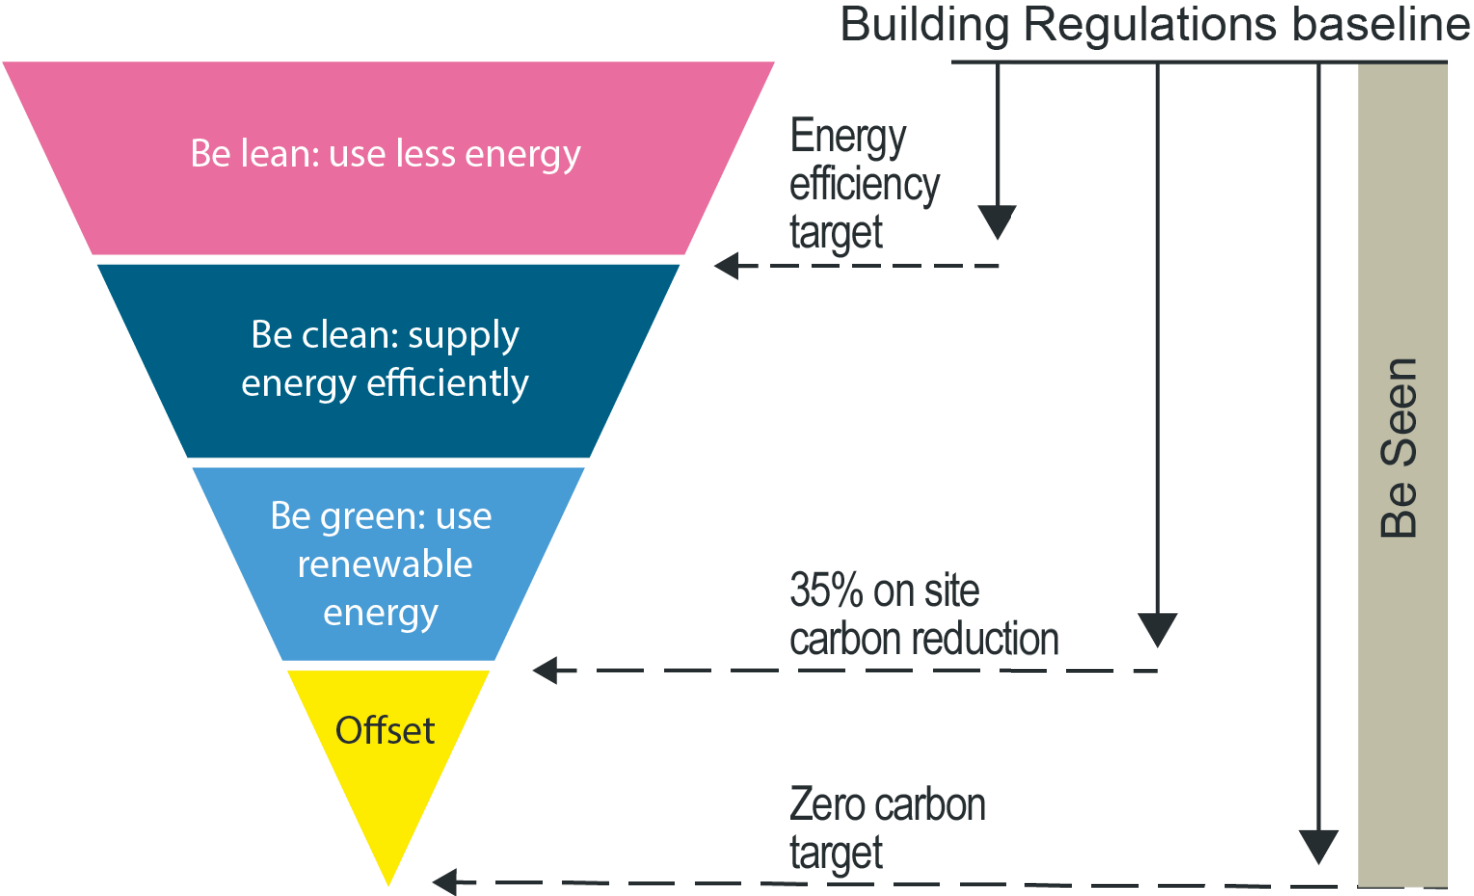 Building Regulations baseline
Be lean: use less energy
Energy
efficiency
target
Be clean: supply
energy efficiently
Be green: use
renewable
energy
35% on site
carbon reduction
Offset
Zero carbon
target
Be Seen